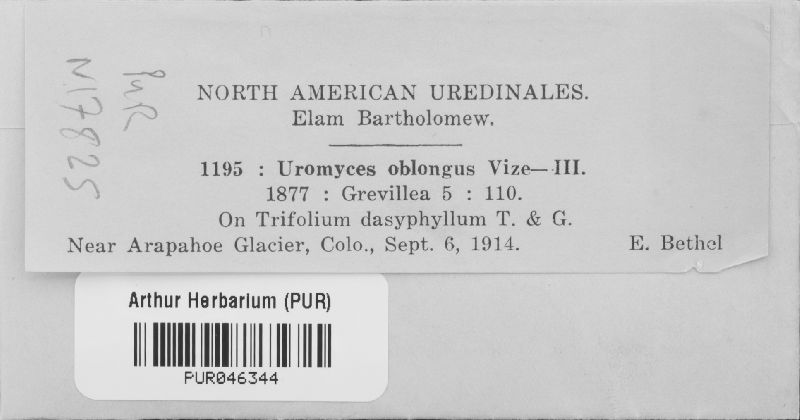 PUR
N17825
NORTH AMERICAN UREDINALES.
Elam Bartholomew.
1195 : Uromyces oblongus Vize—III.
1877 : Grevillea 5 : 110.
On Trifolium dasyphyllum T. & G.
Near Arapahoe Glacier, Colo., Sept. 6, 1914. E. Bethel
Arthur Herbarium (PUR)
PUR046344